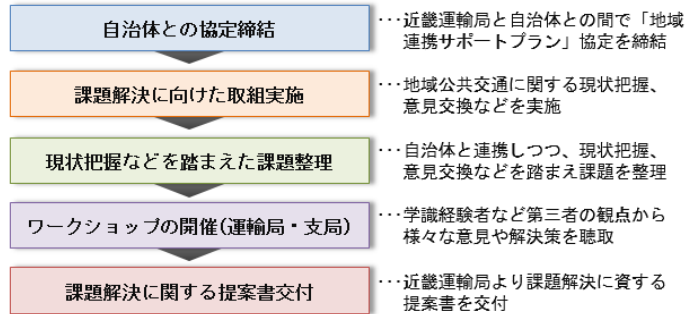 自治体との協定締結
･･･近畿運輸局と自治体との間で「地域
連携サポートプラン」協定を締結
課題解決に向けた取組実施
･･･地域公共交通に関する現状把握、
意見交換などを実施
現状把握などを踏まえた課題整理
･･･自治体と連携しつつ、現状把握、
意見交換などを踏まえ課題を整理
ワークショップの開催(運輸局・支局)
･･･学識経験者など第三者の観点から
様々な意見や解決策を聴取
課題解決に関する提案書交付
･･･近畿運輸局より課題解決に資する
提案書を交付